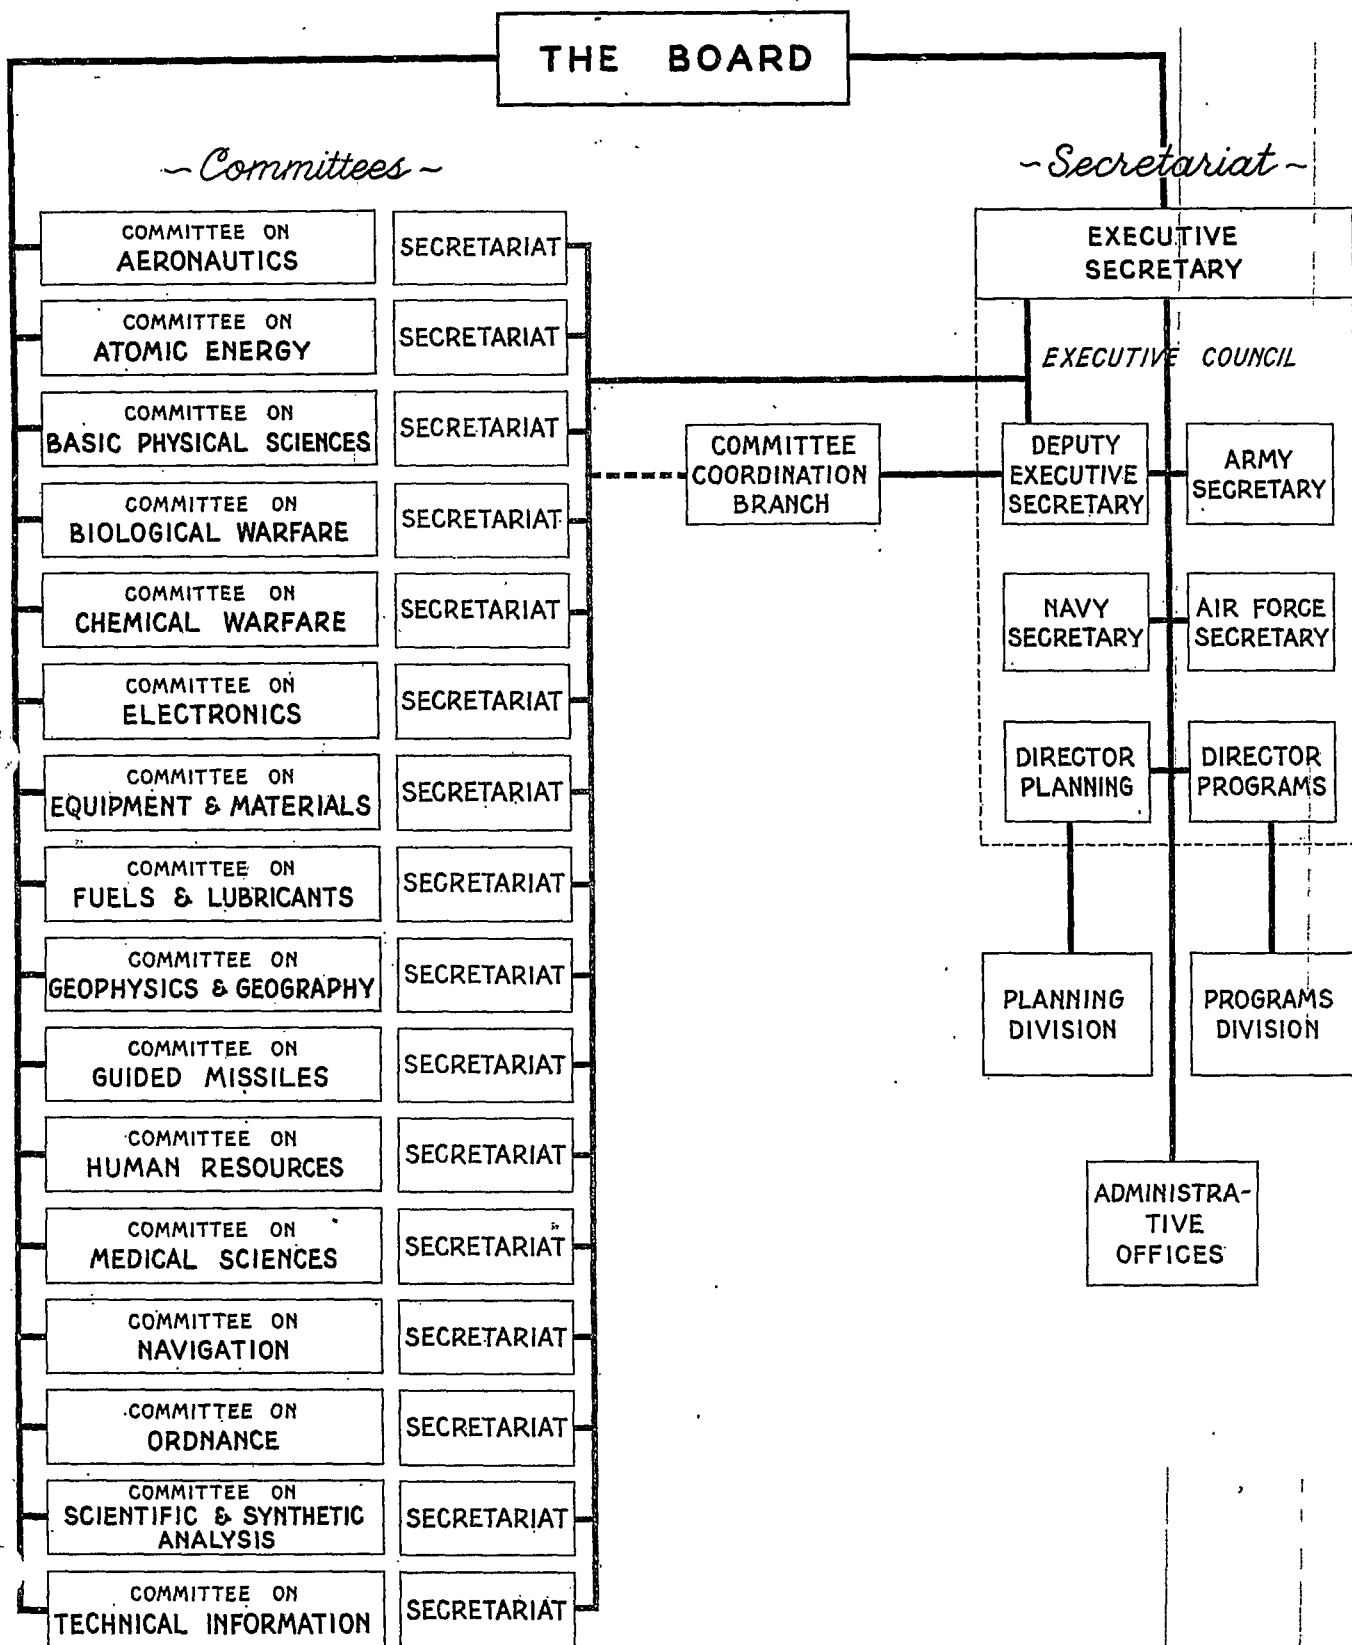 THE BOARD
~ Committees ~
COMMITTEE ON
AERONAUTICS
SECRETARIAT
COMMITTEE ON
ATOMIC ENERGY
SECRETARIAT
COMMITTEE ON
BASIC PHYSICAL SCIENCES
SECRETARIAT
COMMITTEE ON
BIOLOGICAL WARFARE
SECRETARIAT
COMMITTEE ON
CHEMICAL WARFARE
SECRETARIAT
COMMITTEE ON
ELECTRONICS
SECRETARIAT
COMMITTEE ON
EQUIPMENT & MATERIALS
SECRETARIAT
COMMITTEE ON
FUELS & LUBRICANTS
SECRETARIAT
COMMITTEE ON
GEOPHYSICS & GEOGRAPHY
SECRETARIAT
COMMITTEE ON
GUIDED MISSILES
SECRETARIAT
COMMITTEE ON
HUMAN RESOURCES
SECRETARIAT
COMMITTEE ON
MEDICAL SCIENCES
SECRETARIAT
COMMITTEE ON
NAVIGATION
SECRETARIAT
COMMITTEE ON
ORDNANCE
SECRETARIAT
COMMITTEE ON
SCIENTIFIC & SYNTHETIC
ANALYSIS
SECRETARIAT
COMMITTEE ON
TECHNICAL INFORMATION
SECRETARIAT
~ Secretariat ~
EXECUTIVE
SECRETARY
EXECUTIVE COUNCIL
COMMITTEE
COORDINATION
BRANCH
DEPUTY
EXECUTIVE
SECRETARY
ARMY
SECRETARY
NAVY
SECRETARY
AIR FORCE
SECRETARY
DIRECTOR
PLANNING
DIRECTOR
PROGRAMS
PLANNING
DIVISION
PROGRAMS
DIVISION
ADMINISTRA-
TIVE
OFFICES